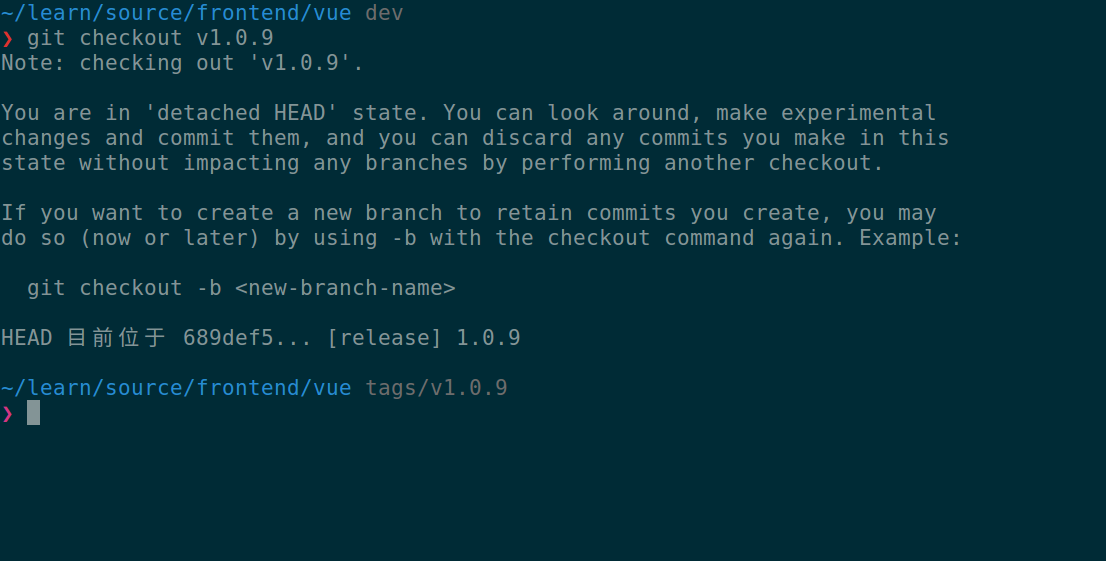 ~/learn/source/frontend/vue dev
❯ git checkout v1.0.9
Note: checking out 'v1.0.9'.
You are in 'detached HEAD' state. You can look around, make experimental
changes and commit them, and you can discard any commits you make in this
state without impacting any branches by performing another checkout.
If you want to create a new branch to retain commits you create, you may
do so (now or later) by using -b with the checkout command again. Example:
git checkout -b <new-branch-name>
HEAD 目前位于 689def5... [release] 1.0.9
~/learn/source/frontend/vue tags/v1.0.9
❯